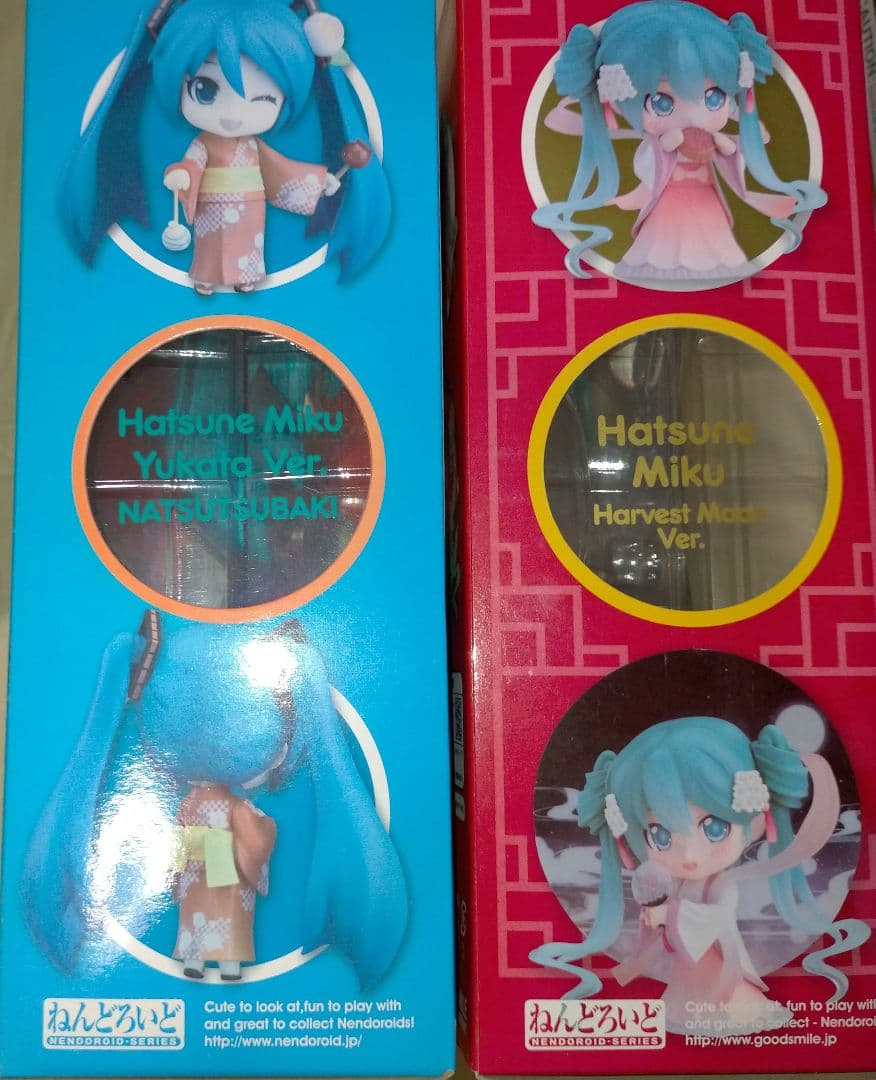 Hatsune Miku
Yukata Ver.
NATSUTSUBAKI
ねんどろいど
NENDOROID·SERIES
Cute to look at,fun to play with
and great to collect Nendoroids!
http://www.nendoroid.jp/
Hatsune
Miku
Harvest Moon
Ver.
ねんどろいど
NENDOROID·SERIES
Cute to look at, fun to play with
and great to collect - Nendoroi
http://www.goodsmile.jp